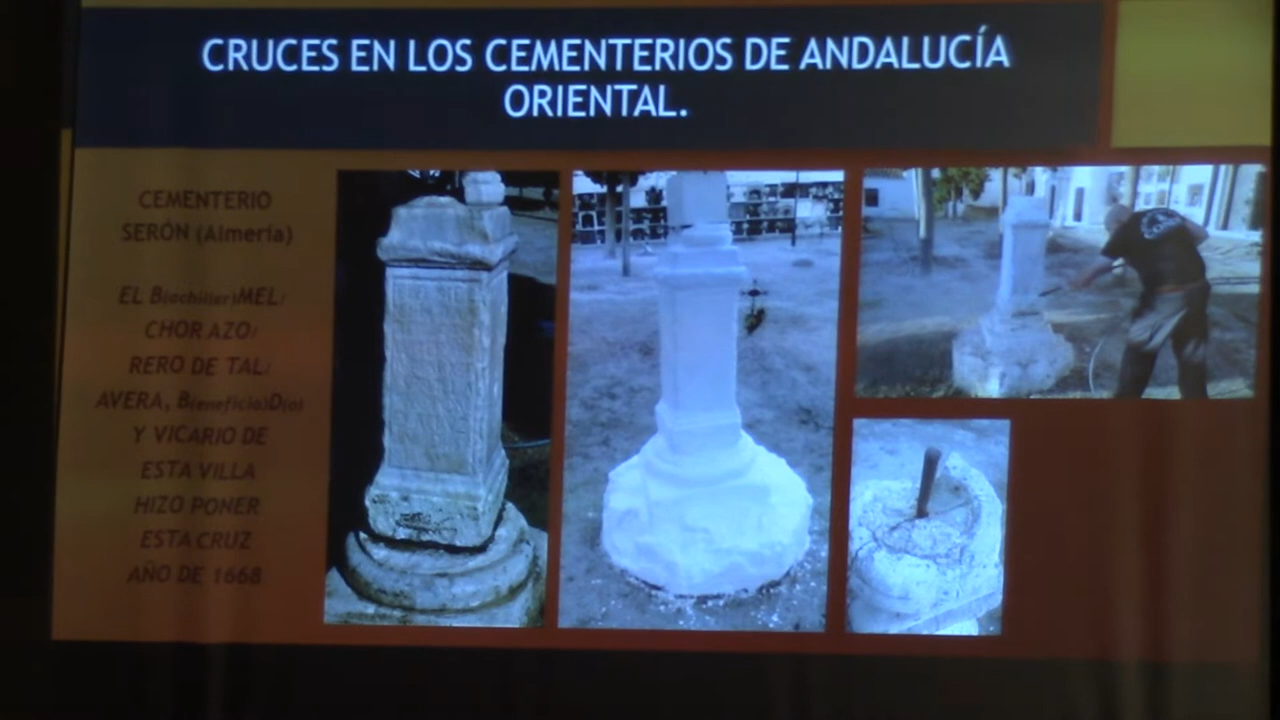 CRUCES EN LOS CEMENTERIOS DE ANDALUCÍA
ORIENTAL.
CEMENTERIO
SERÓN (Almería)
EL B(achiller)MEL/
CHOR AZO/
RERO DE TAL/
AVERA, B(eneficia)D(o)
Y VICARIO DE
ESTA VILLA
HIZO PONER
ESTA CRUZ
AÑO DE 1668